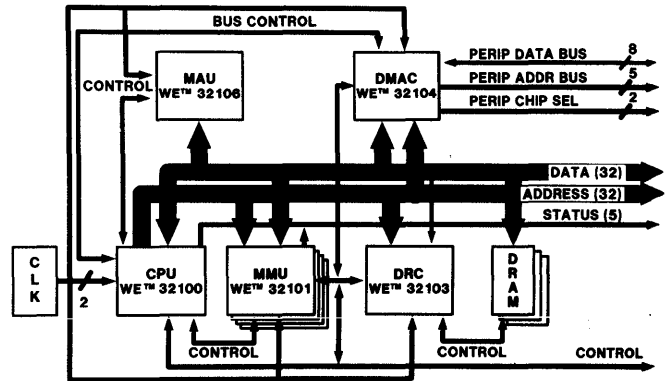 BUS CONTROL
PERIP DATA BUS 8
CONTROL
MAU
WE™ 32106
DMAC
WE™ 32104
PERIP ADDR BUS 5
PERIP CHIP SEL 2
DATA (32)
ADDRESS (32)
STATUS (5)
CLK
2
CPU
WE™ 32100
MMU
WE™ 32101
DRC
WE™ 32103
DRAM
CONTROL
CONTROL
CONTROL